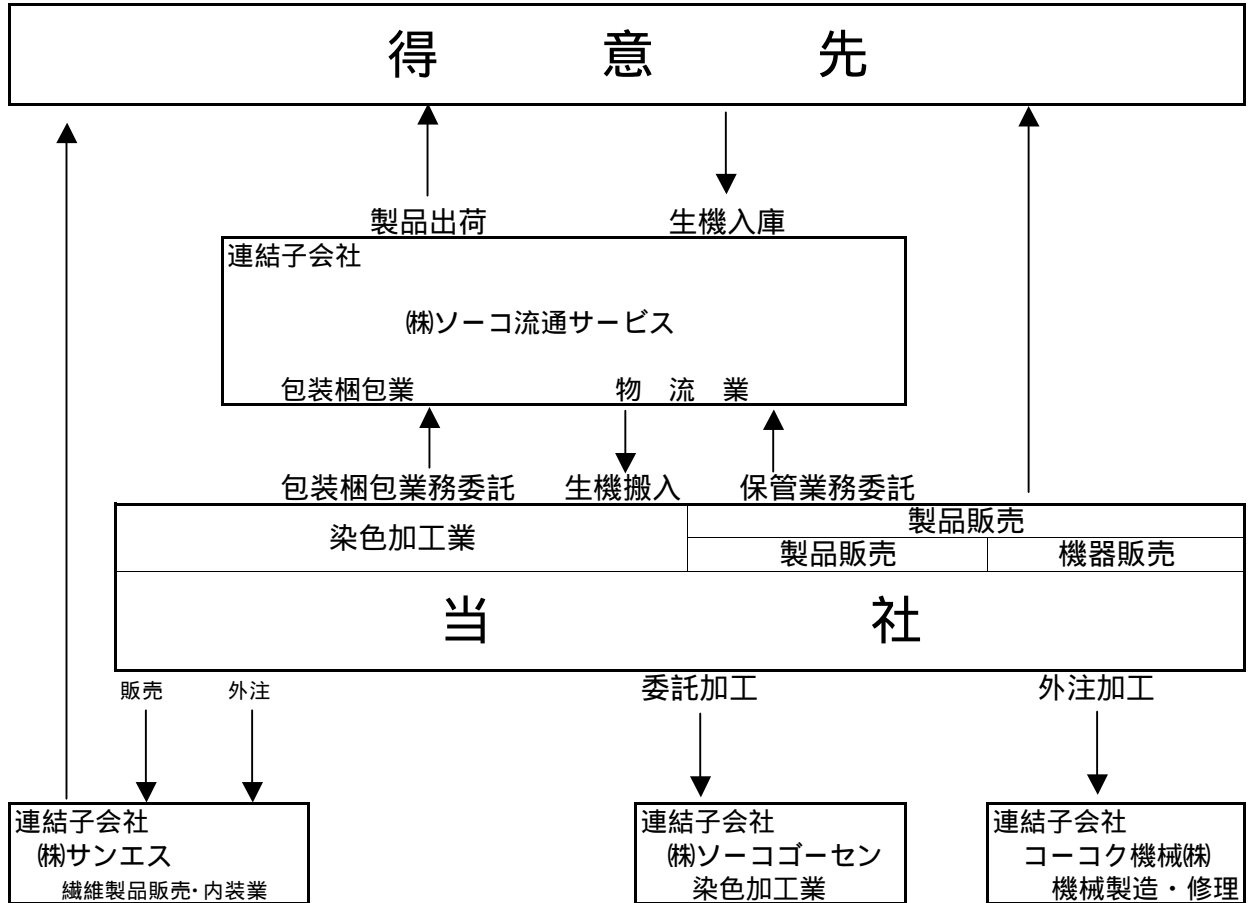 得意先
製品出荷 生機入庫
連結子会社
㈱ソーコ流通サービス
包装梱包業 物流業
包装梱包業務委託 生機搬入 保管業務委託
染色加工業
製品販売
製品販売 機器販売
当社
販売 外注 委託加工 外注加工
連結子会社
㈱サンエス
繊維製品販売・内装業
連結子会社
㈱ソーコゴーセン
染色加工業
連結子会社
コーコク機械㈱
機械製造・修理